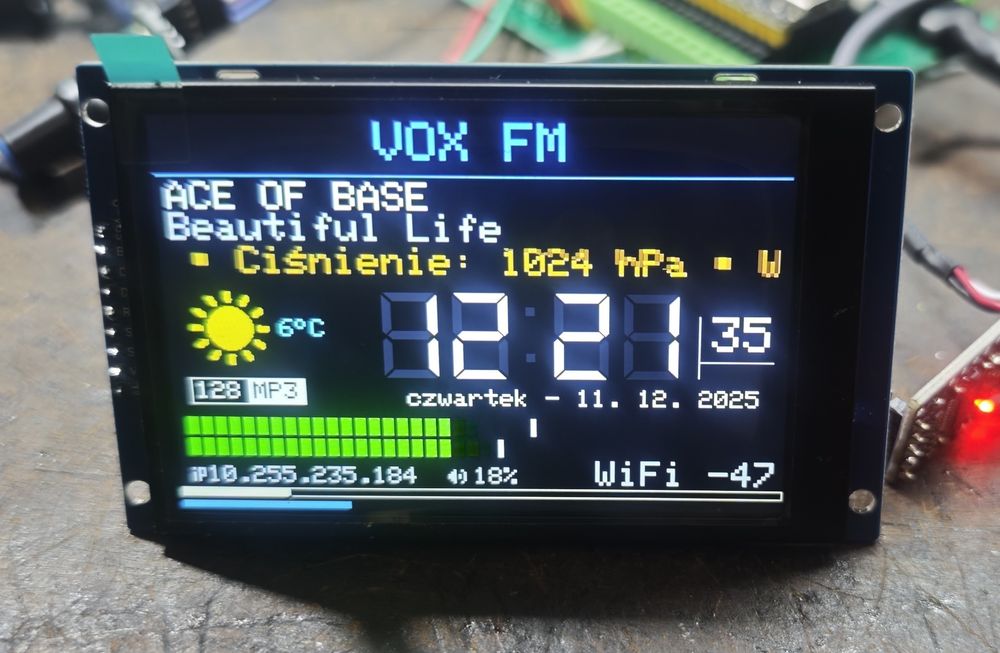 VOX FM
ACE OF BASE
Beautiful Life
▪ Ciśnienie: 1024 hPa ▪ W
6°C
12:21 35
128 MP3
czwartek - 11. 12. 2025
IP10.255.235.184 18% WiFi -47